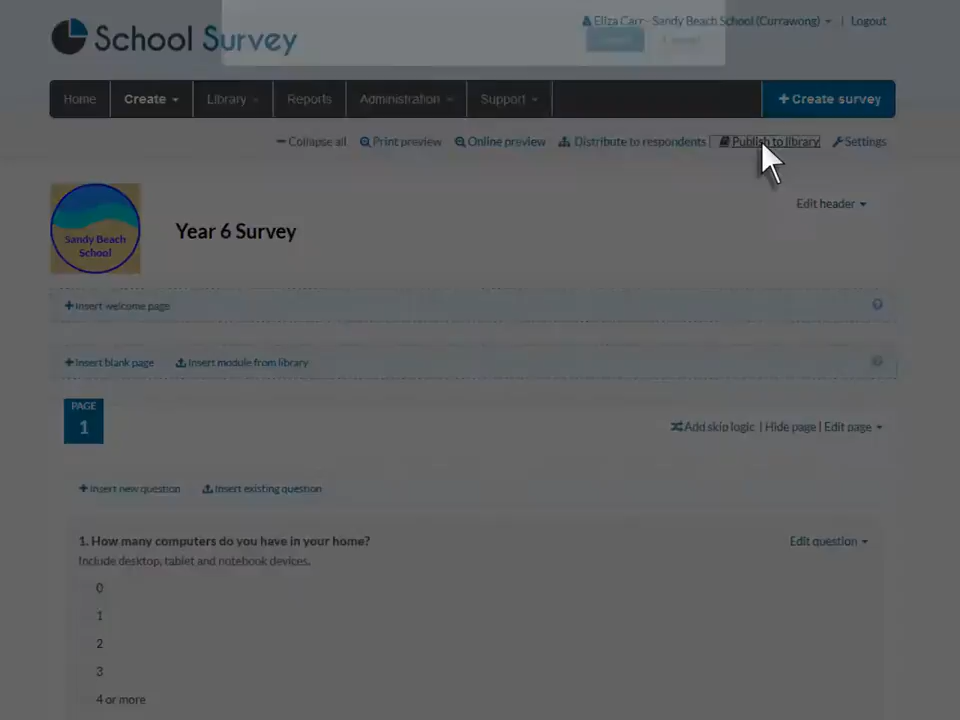 School Survey
Eliza Carr - Sandy Beach School (Currawong) | Logout
Home Create Library Reports Administration Support + Create survey
Collapse all Print preview Online preview Distribute to respondents | Publish to library Settings
Sandy Beach
School
Year 6 Survey
Edit header
+ Insert welcome page
+ Insert blank page Insert module from library
PAGE
1
Add skip logic | Hide page | Edit page
+ Insert new question Insert existing question
1. How many computers do you have in your home?
Edit question
Include desktop, tablet and notebook devices.
0
1
2
3
4 or more